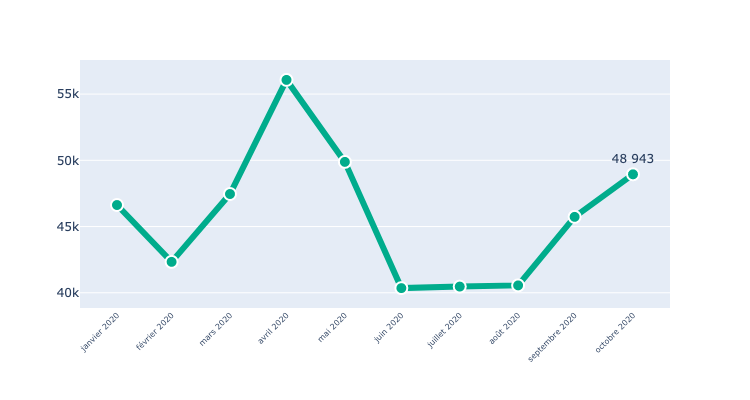 55k
50k
45k
40k
48 943
janvier 2020
février 2020
mars 2020
avril 2020
mai 2020
juin 2020
juillet 2020
août 2020
septembre 2020
octobre 2020